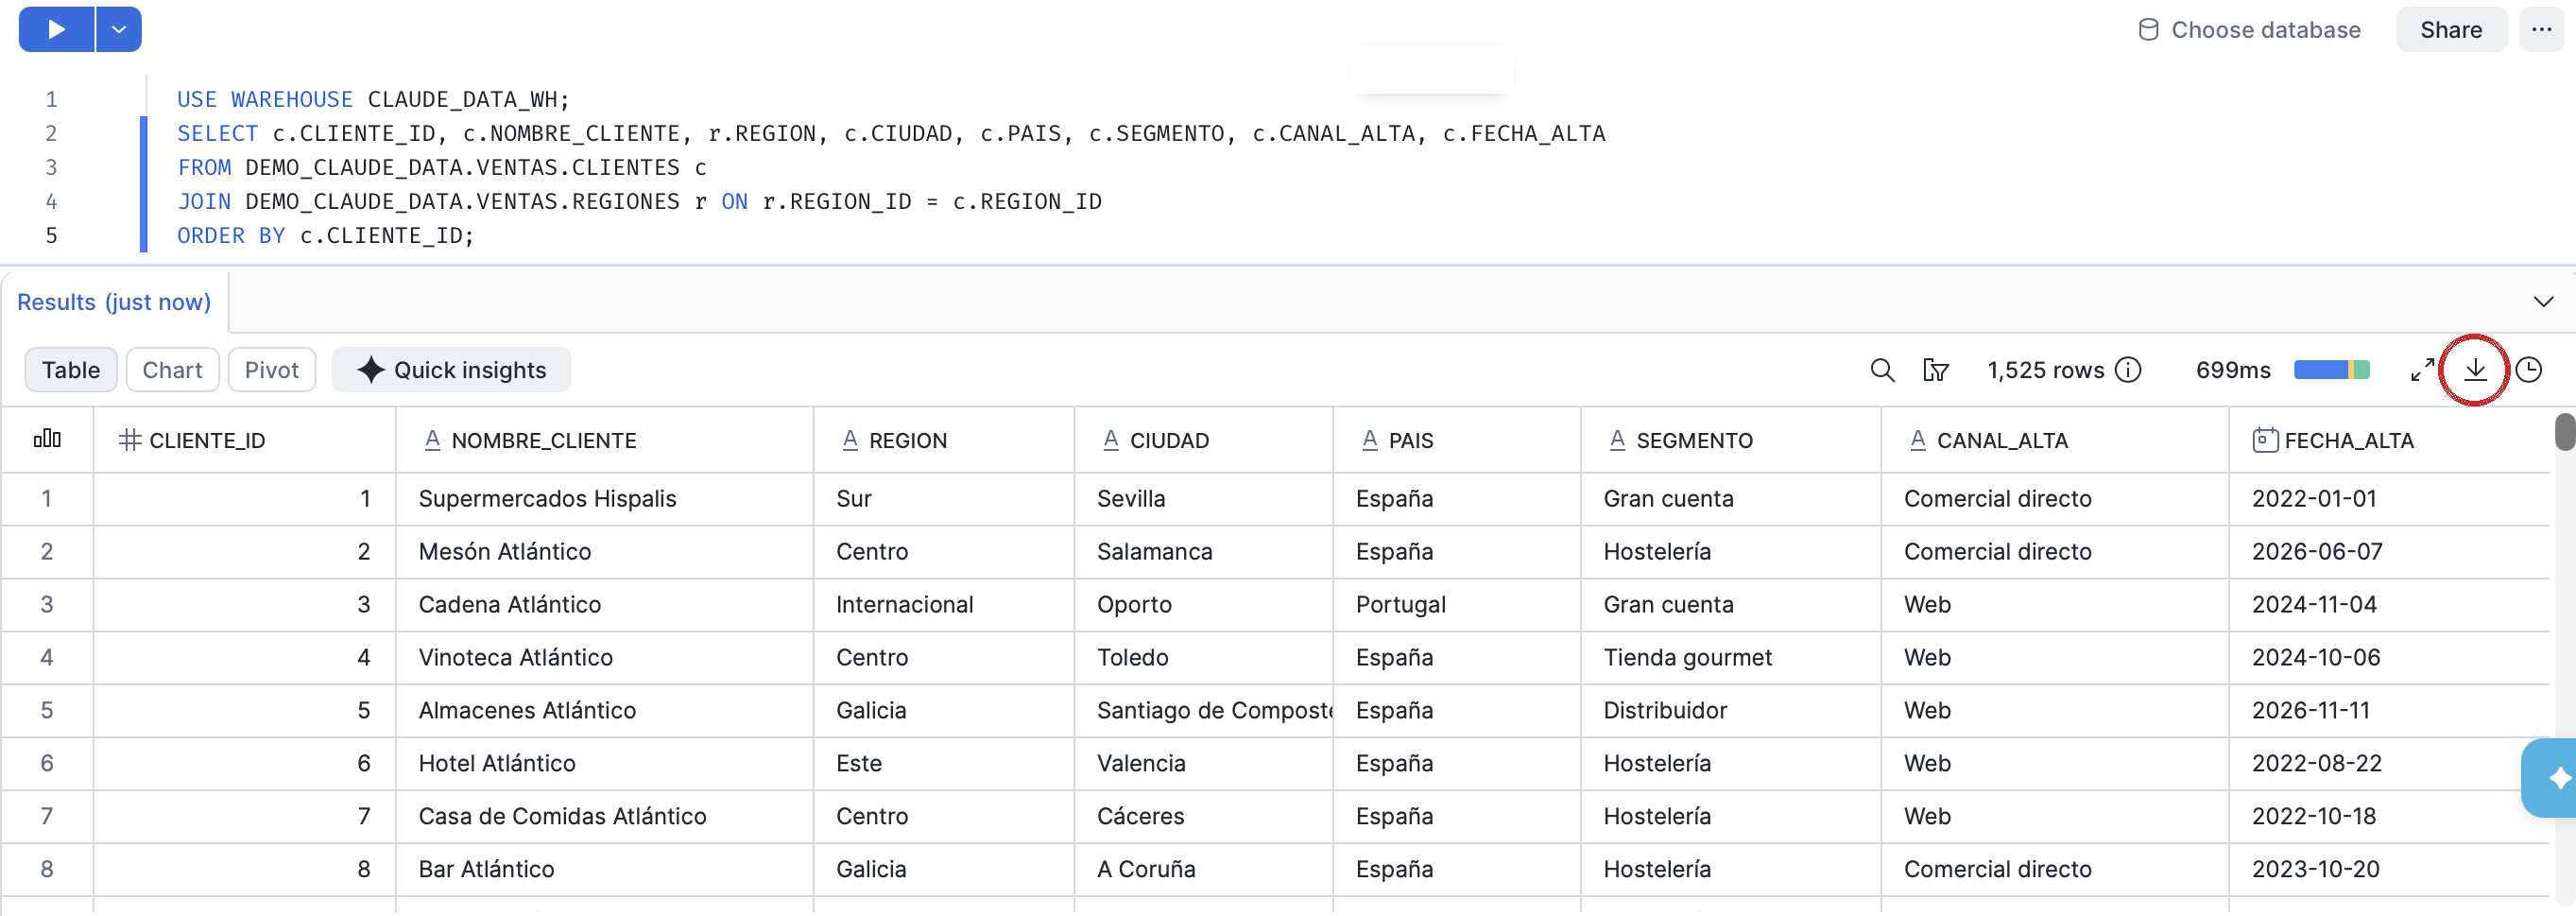 Choose database
Share
1 USE WAREHOUSE CLAUDE_DATA_WH;
2 SELECT c.CLIENTE_ID, c.NOMBRE_CLIENTE, r.REGION, c.CIUDAD, c.PAIS, c.SEGMENTO, c.CANAL_ALTA, c.FECHA_ALTA
3 FROM DEMO_CLAUDE_DATA.VENTAS.CLIENTES c
4 JOIN DEMO_CLAUDE_DATA.VENTAS.REGIONES r ON r.REGION_ID = c.REGION_ID
5 ORDER BY c.CLIENTE_ID;
Results (just now)
Table Chart Pivot Quick insights 1,525 rows 699ms
CLIENTE_ID NOMBRE_CLIENTE REGION CIUDAD PAIS SEGMENTO CANAL_ALTA FECHA_ALTA
1 1 Supermercados Hispalis Sur Sevilla España Gran cuenta Comercial directo 2022-01-01
2 2 Mesón Atlántico Centro Salamanca España Hostelería Comercial directo 2026-06-07
3 3 Cadena Atlántico Internacional Oporto Portugal Gran cuenta Web 2024-11-04
4 4 Vinoteca Atlántico Centro Toledo España Tienda gourmet Web 2024-10-06
5 5 Almacenes Atlántico Galicia Santiago de Composte España Distribuidor Web 2026-11-11
6 6 Hotel Atlántico Este Valencia España Hostelería Web 2022-08-22
7 7 Casa de Comidas Atlántico Centro Cáceres España Hostelería Web 2022-10-18
8 8 Bar Atlántico Galicia A Coruña España Hostelería Comercial directo 2023-10-20